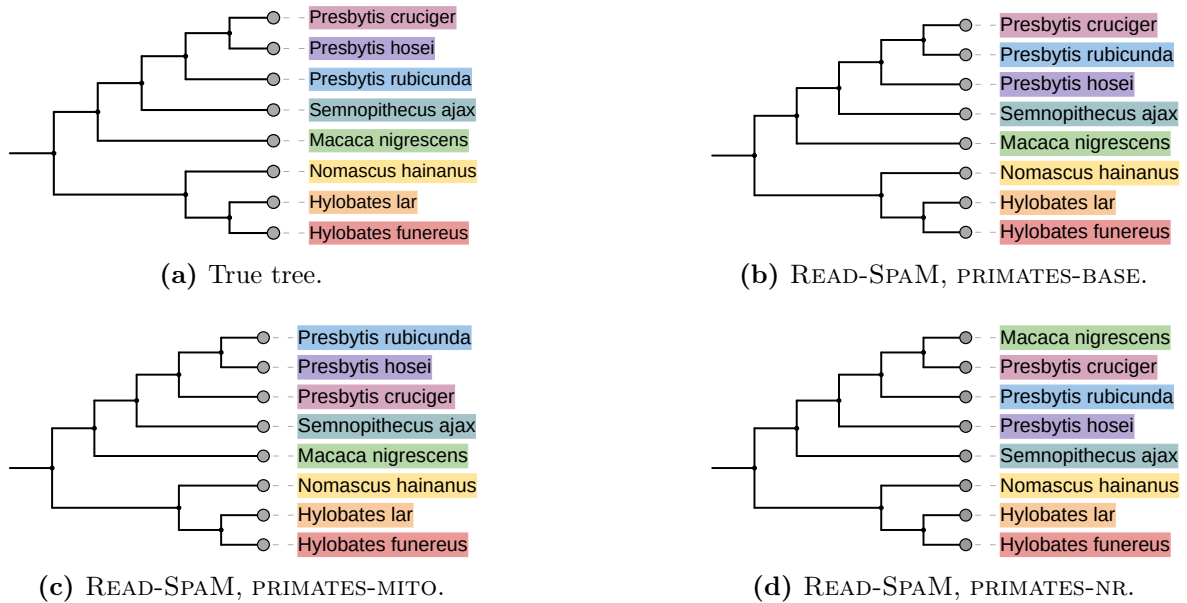 Presbytis cruciger
Presbytis hosei
Presbytis rubicunda
Semnopithecus ajax
Macaca nigrescens
Nomascus hainanus
Hylobates lar
Hylobates funereus
(a) True tree.
Presbytis cruciger
Presbytis rubicunda
Presbytis hosei
Semnopithecus ajax
Macaca nigrescens
Nomascus hainanus
Hylobates lar
Hylobates funereus
(b) READ-SPAM, PRIMATES-BASE.
Presbytis rubicunda
Presbytis hosei
Presbytis cruciger
Semnopithecus ajax
Macaca nigrescens
Nomascus hainanus
Hylobates lar
Hylobates funereus
(c) READ-SPAM, PRIMATES-MITO.
Macaca nigrescens
Presbytis cruciger
Presbytis rubicunda
Presbytis hosei
Semnopithecus ajax
Nomascus hainanus
Hylobates lar
Hylobates funereus
(d) READ-SPAM, PRIMATES-NR.